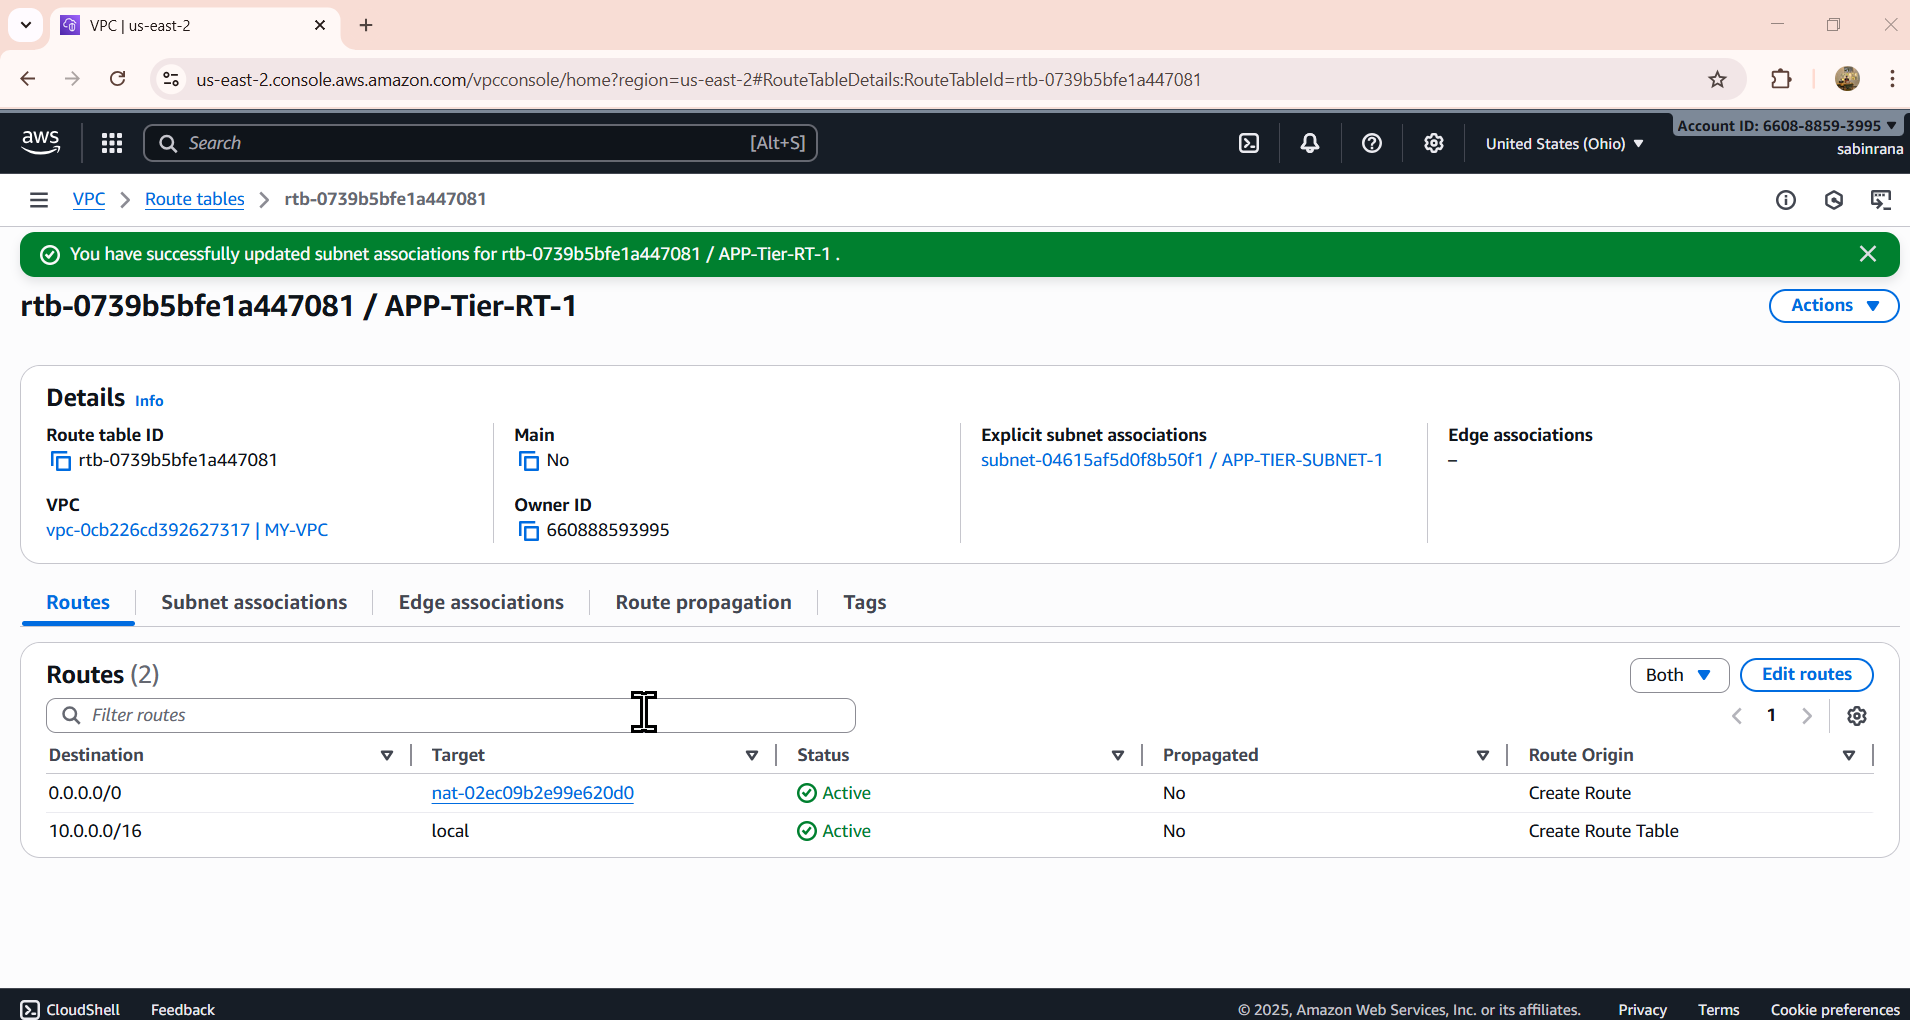 VPC | us-east-2
us-east-2.console.aws.amazon.com/vpcconsole/home?region=us-east-2#RouteTableDetails:RouteTableId=rtb-0739b5bfe1a447081
aws
Search [Alt+S]
United States (Ohio)
Account ID: 6608-8859-3995
sabinrana
VPC > Route tables > rtb-0739b5bfe1a447081
You have successfully updated subnet associations for rtb-0739b5bfe1a447081 / APP-Tier-RT-1 .
rtb-0739b5bfe1a447081 / APP-Tier-RT-1
Actions
Details Info
Route table ID
rtb-0739b5bfe1a447081
Main
No
Explicit subnet associations
subnet-04615af5d0f8b50f1 / APP-TIER-SUBNET-1
Edge associations
–
VPC
vpc-0cb226cd392627317 | MY-VPC
Owner ID
660888593995
Routes Subnet associations Edge associations Route propagation Tags
Routes (2)
Both Edit routes
Filter routes
1
Destination Target Status Propagated Route Origin
0.0.0.0/0 nat-02ec09b2e99e620d0 Active No Create Route
10.0.0.0/16 local Active No Create Route Table
CloudShell Feedback © 2025, Amazon Web Services, Inc. or its affiliates. Privacy Terms Cookie preferences